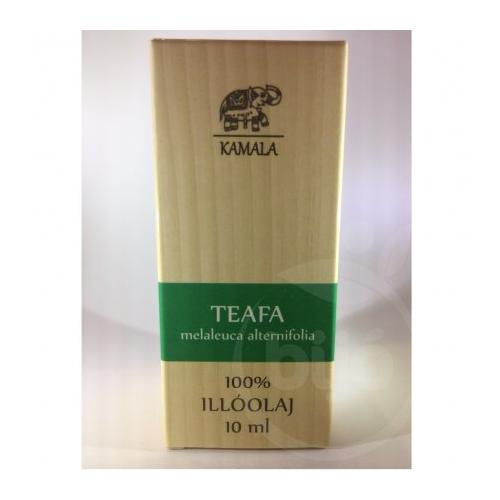 KAMALA
TEAFA
melaleuca alternifolia
100%
ILLÓOLAJ
10 ml